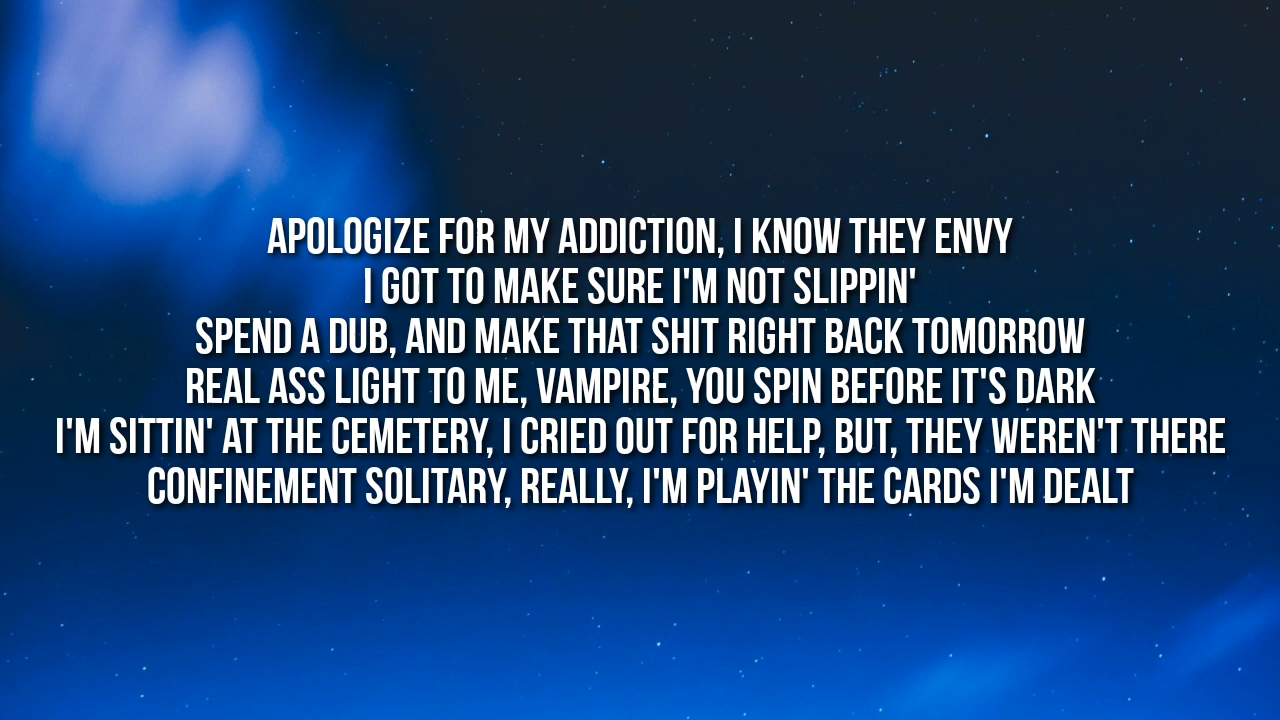 APOLOGIZE FOR MY ADDICTION, I KNOW THEY ENVY
I GOT TO MAKE SURE I'M NOT SLIPPIN'
SPEND A DUB, AND MAKE THAT SHIT RIGHT BACK TOMORROW
REAL ASS LIGHT TO ME, VAMPIRE, YOU SPIN BEFORE IT'S DARK
I'M SITTIN' AT THE CEMETERY, I CRIED OUT FOR HELP, BUT, THEY WEREN'T THERE
CONFINEMENT SOLITARY, REALLY, I'M PLAYIN' THE CARDS I'M DEALT